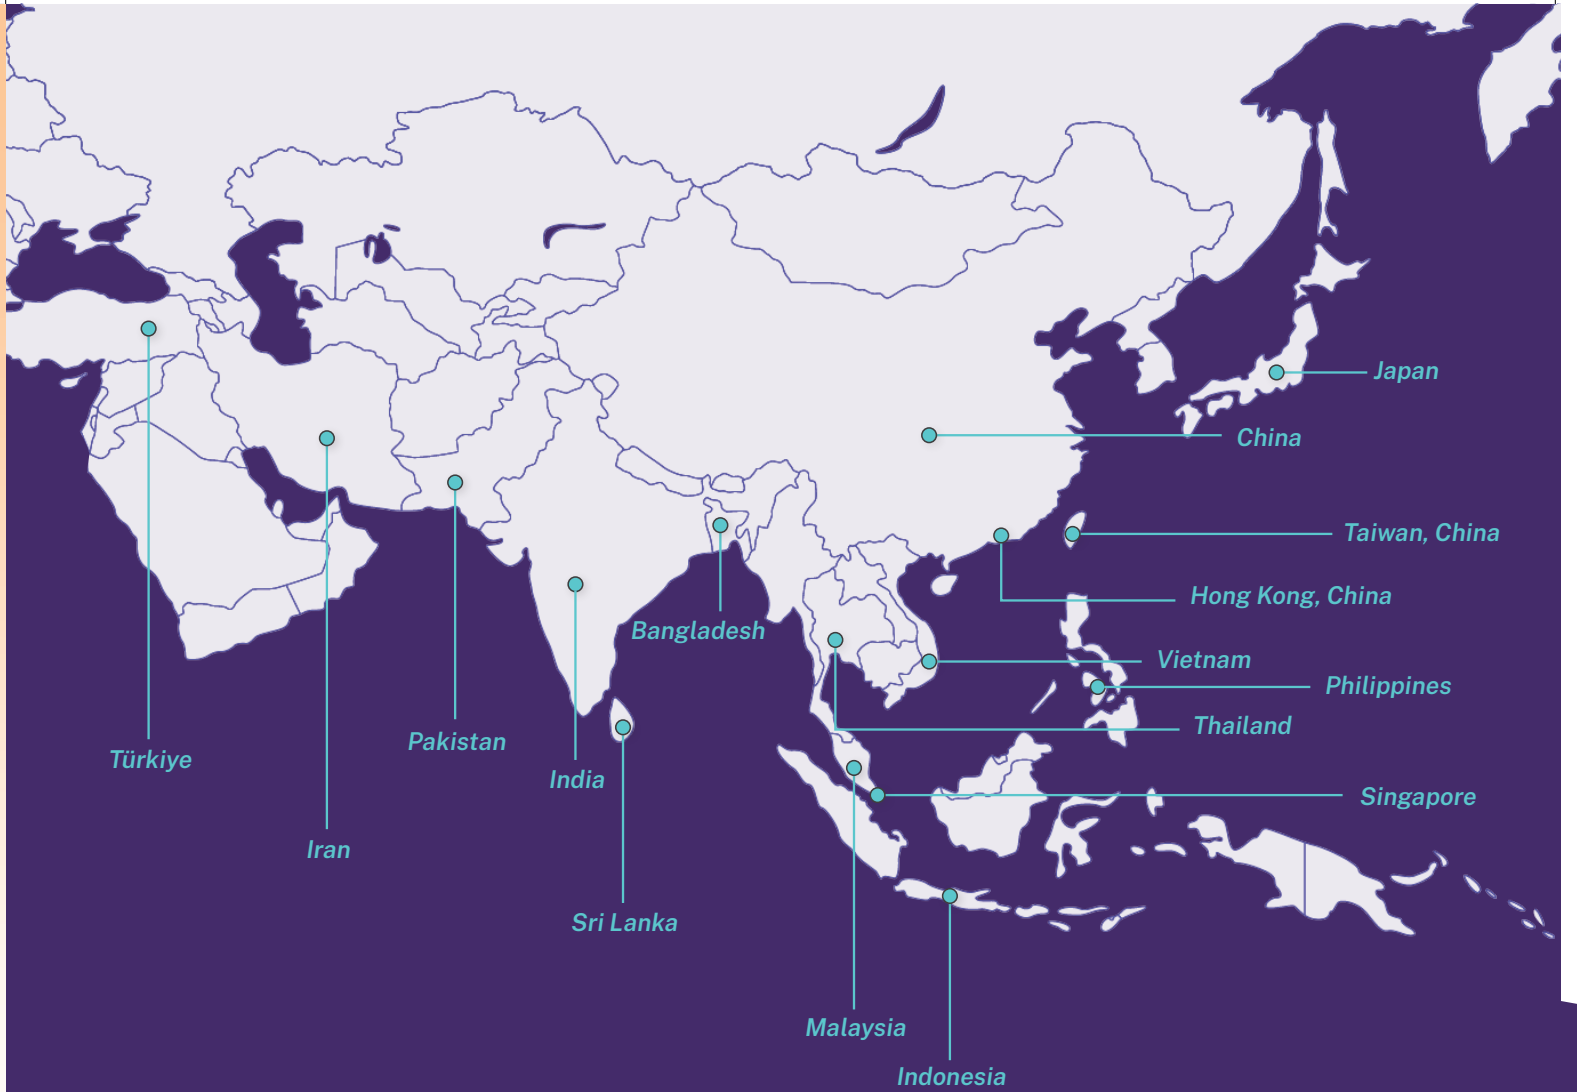 Japan
China
Taiwan, China
Hong Kong, China
Bangladesh
Vietnam
Philippines
Thailand
Pakistan
Türkiye
India
Singapore
Iran
Sri Lanka
Malaysia
Indonesia